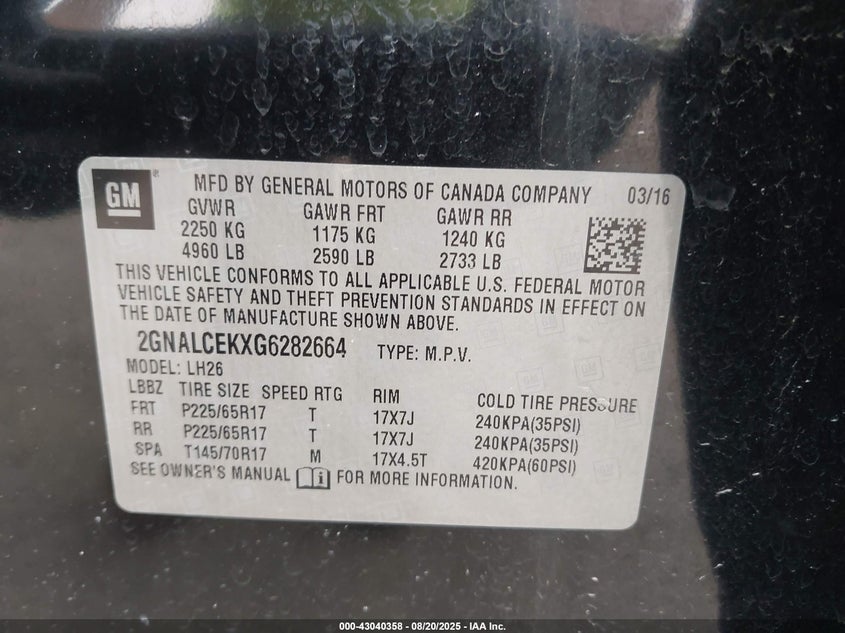 GM ® MFD BY GENERAL MOTORS OF CANADA COMPANY 03/16
GVWR GAWR FRT GAWR RR
2250 KG 1175 KG 1240 KG
4960 LB 2590 LB 2733 LB
THIS VEHICLE CONFORMS TO ALL APPLICABLE U.S. FEDERAL MOTOR
VEHICLE SAFETY AND THEFT PREVENTION STANDARDS IN EFFECT ON
THE DATE OF MANUFACTURE SHOWN ABOVE.
2GNALCEKXG6282664 TYPE: M.P.V.
MODEL: LH26
LBBZ TIRE SIZE SPEED RTG RIM COLD TIRE PRESSURE
FRT P225/65R17 T 17X7J 240KPA(35PSI)
RR P225/65R17 T 17X7J 240KPA(35PSI)
SPA T145/70R17 M 17X4.5T 420KPA(60PSI)
SEE OWNER'S MANUAL i FOR MORE INFORMATION.
000-43040358 - 08/20/2025 - IAA Inc.